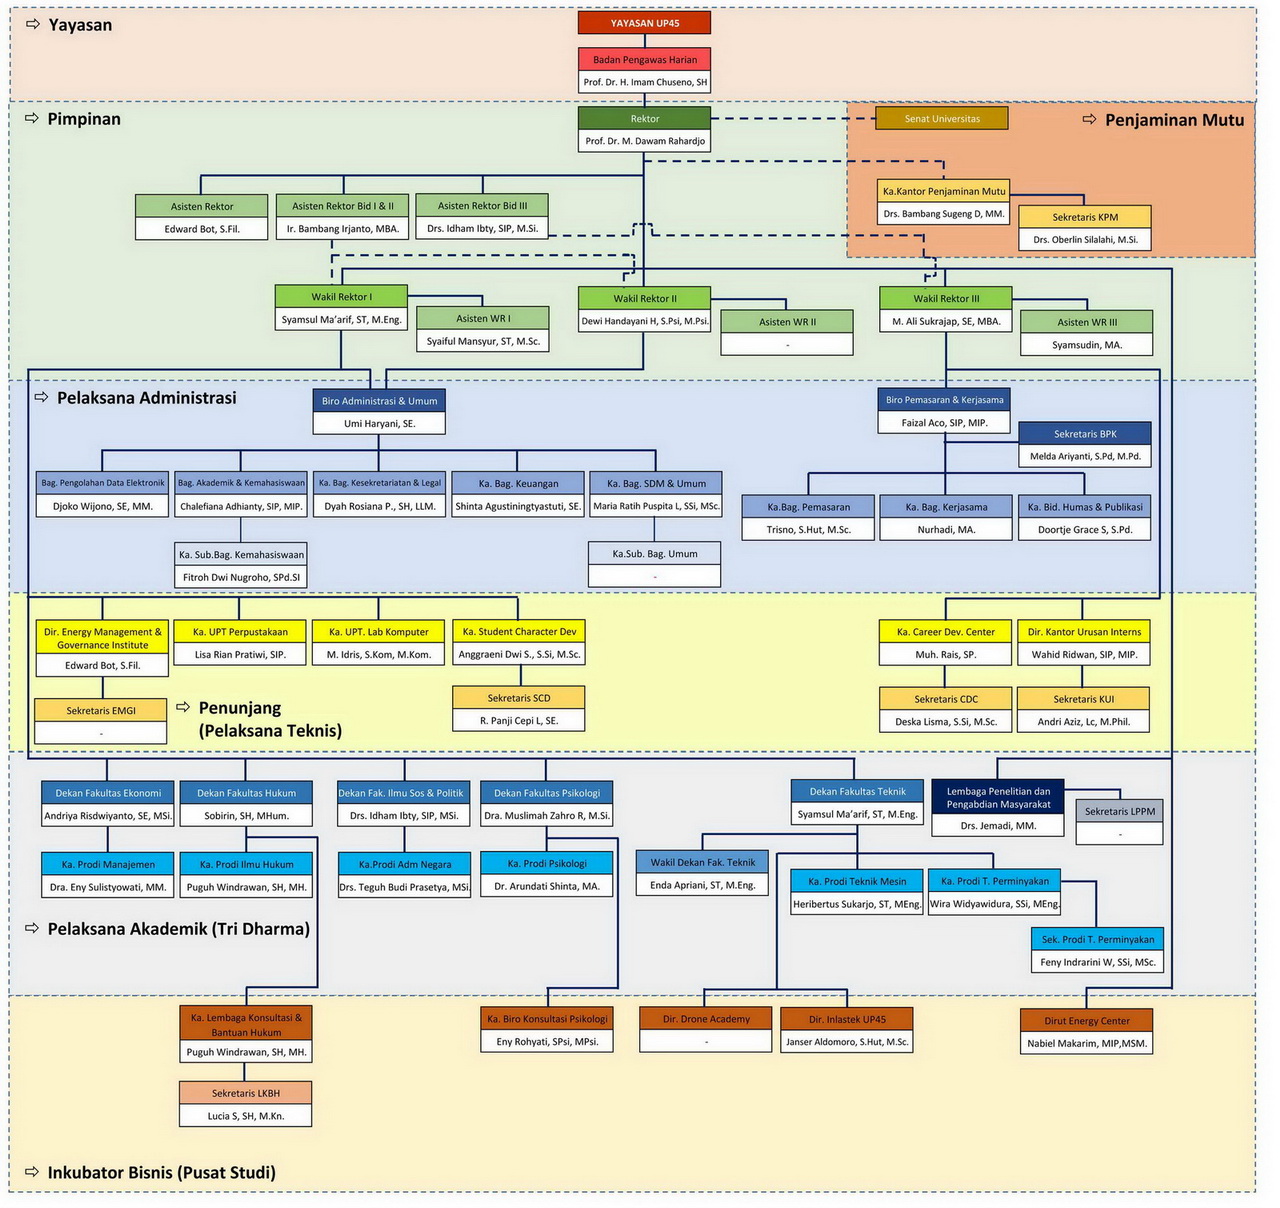 ⇨ Yayasan
YAYASAN UP45
Badan Pengawas Harian
Prof. Dr. H. Imam Chuseno, SH
⇨ Pimpinan
Rektor
Prof. Dr. M. Dawam Rahardjo
Senat Universitas
⇨ Penjaminan Mutu
Ka.Kantor Penjaminan Mutu
Drs. Bambang Sugeng D, MM.
Sekretaris KPM
Drs. Oberlin Silalahi, M.Si.
Asisten Rektor
Edward Bot, S.Fil.
Asisten Rektor Bid I & II
Ir. Bambang Irjanto, MBA.
Asisten Rektor Bid III
Drs. Idham Ibty, SIP, M.Si.
Wakil Rektor I
Syamsul Ma'arif, ST, M.Eng.
Asisten WR I
Syaiful Mansyur, ST, M.Sc.
Wakil Rektor II
Dewi Handayani H, S.Psi, M.Psi.
Asisten WR II
-
Wakil Rektor III
M. Ali Sukrajap, SE, MBA.
Asisten WR III
Syamsudin, MA.
⇨ Pelaksana Administrasi
Biro Administrasi & Umum
Umi Haryani, SE.
Biro Pemasaran & Kerjasama
Faizal Aco, SIP, MIP.
Sekretaris BPK
Melda Ariyanti, S.Pd, M.Pd.
Bag. Pengolahan Data Elektronik
Djoko Wijono, SE, MM.
Bag. Akademik & Kemahasiswaan
Chalefiana Adhianty, SIP, MIP.
Ka. Bag. Kesekretariatan & Legal
Dyah Rosiana P., SH, LLM.
Ka. Bag. Keuangan
Shinta Agustiningtyastuti, SE.
Ka. Bag. SDM & Umum
Maria Ratih Puspita L, SSi, MSc.
Ka.Bag. Pemasaran
Trisno, S.Hut, M.Sc.
Ka. Bag. Kerjasama
Nurhadi, MA.
Ka. Bid. Humas & Publikasi
Doortje Grace S, S.Pd.
Ka. Sub.Bag. Kemahasiswaan
Fitroh Dwi Nugroho, SPd.SI
Ka.Sub. Bag. Umum
-
Dir. Energy Management &
Governance Institute
Edward Bot, S.Fil.
Ka. UPT Perpustakaan
Lisa Rian Pratiwi, SIP.
Ka. UPT. Lab Komputer
M. Idris, S.Kom, M.Kom.
Ka. Student Character Dev
Anggraeni Dwi S., S.Si, M.Sc.
Ka. Career Dev. Center
Muh. Rais, SP.
Dir. Kantor Urusan Interns
Wahid Ridwan, SIP, MIP.
Sekretaris EMGI
-
⇨ Penunjang
(Pelaksana Teknis)
Sekretaris SCD
R. Panji Cepi L, SE.
Sekretaris CDC
Deska Lisma, S.Si, M.Sc.
Sekretaris KUI
Andri Aziz, Lc, M.Phil.
Dekan Fakultas Ekonomi
Andriya Risdwiyanto, SE, MSi.
Dekan Fakultas Hukum
Sobirin, SH, MHum.
Dekan Fak. Ilmu Sos & Politik
Drs. Idham Ibty, SIP, MSi.
Dekan Fakultas Psikologi
Dra. Muslimah Zahro R, M.Si.
Dekan Fakultas Teknik
Syamsul Ma'arif, ST, M.Eng.
Lembaga Penelitian dan
Pengabdian Masyarakat
Drs. Jemadi, MM.
Sekretaris LPPM
-
Ka. Prodi Manajemen
Dra. Eny Sulistyowati, MM.
Ka. Prodi Ilmu Hukum
Puguh Windrawan, SH, MH.
Ka.Prodi Adm Negara
Drs. Teguh Budi Prasetya, MSi.
Ka. Prodi Psikologi
Dr. Arundati Shinta, MA.
Wakil Dekan Fak. Teknik
Enda Apriani, ST, M.Eng.
Ka. Prodi Teknik Mesin
Heribertus Sukarjo, ST, MEng.
Ka. Prodi T. Perminyakan
Wira Widyawidura, SSi, MEng.
Sek. Prodi T. Perminyakan
Feny Indrarini W, SSi, MSc.
⇨ Pelaksana Akademik (Tri Dharma)
Ka. Lembaga Konsultasi &
Bantuan Hukum
Puguh Windrawan, SH, MH.
Ka. Biro Konsultasi Psikologi
Eny Rohyati, SPsi, MPsi.
Dir. Drone Academy
-
Dir. Inlastek UP45
Janser Aldomoro, S.Hut, M.Sc.
Dirut Energy Center
Nabiel Makarim, MIP,MSM.
Sekretaris LKBH
Lucia S, SH, M.Kn.
⇨ Inkubator Bisnis (Pusat Studi)